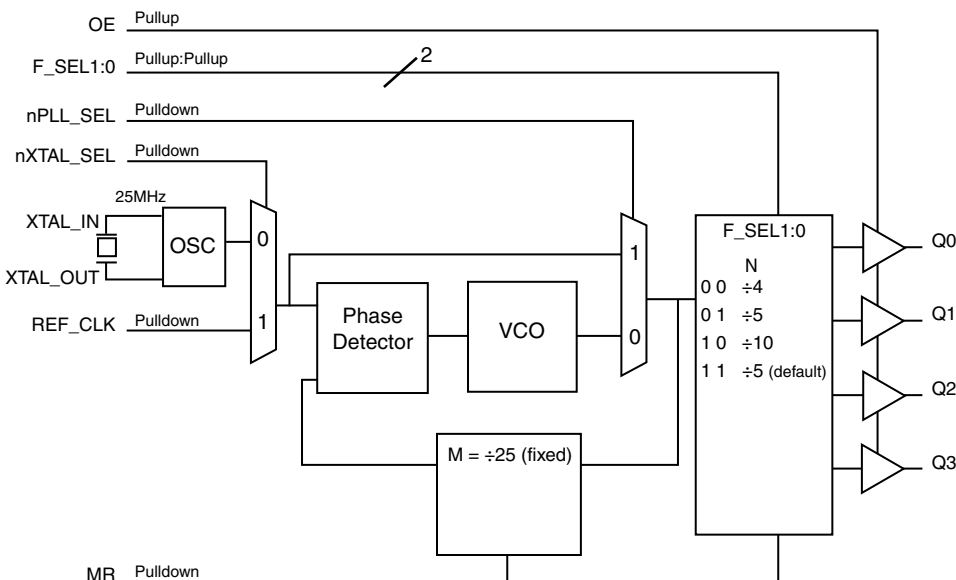 OE Pullup
F_SEL1:0 Pullup:Pullup 2
nPLL_SEL Pulldown
nXTAL_SEL Pulldown
25MHz
XTAL_IN
OSC
XTAL_OUT
REF_CLK Pulldown
0
1
Phase
Detector
VCO
1
0
M = ÷25 (fixed)
F_SEL1:0
N
0 0 ÷4
0 1 ÷5
1 0 ÷10
1 1 ÷5 (default)
Q0
Q1
Q2
Q3
MR Pulldown